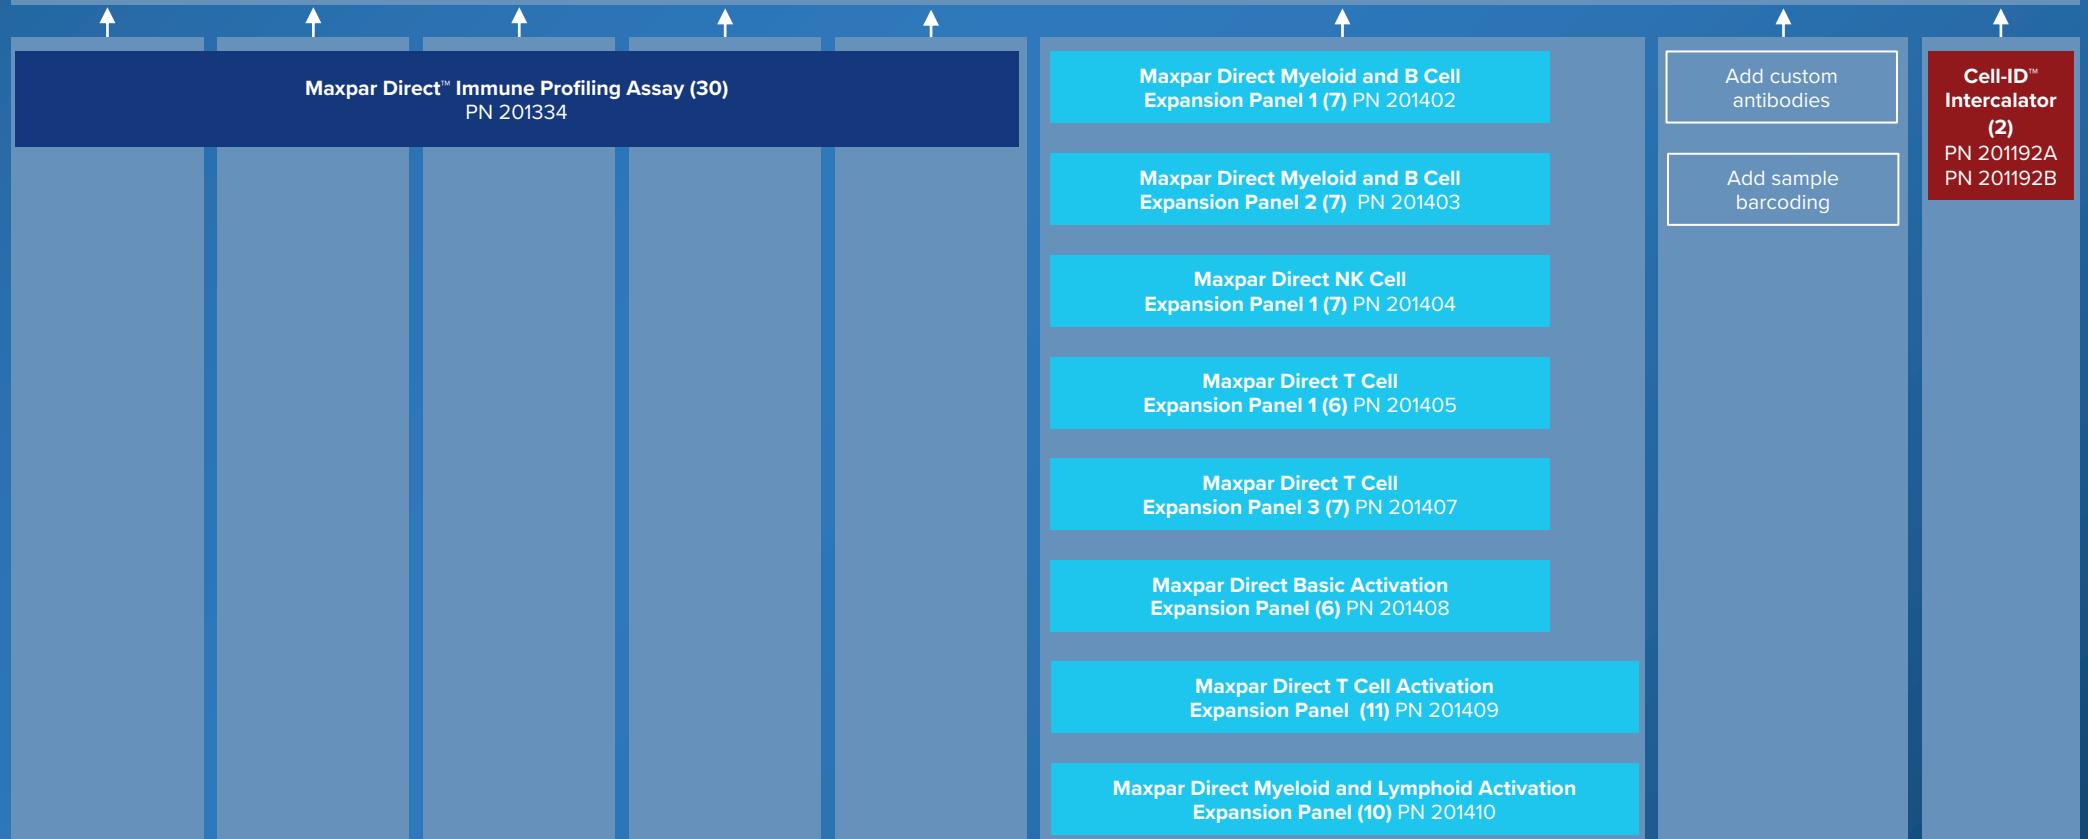 Maxpar Direct™ Immune Profiling Assay (30)
PN 201334
Maxpar Direct Myeloid and B Cell
Expansion Panel 1 (7) PN 201402
Maxpar Direct Myeloid and B Cell
Expansion Panel 2 (7) PN 201403
Maxpar Direct NK Cell
Expansion Panel 1 (7) PN 201404
Maxpar Direct T Cell
Expansion Panel 1 (6) PN 201405
Maxpar Direct T Cell
Expansion Panel 3 (7) PN 201407
Maxpar Direct Basic Activation
Expansion Panel (6) PN 201408
Maxpar Direct T Cell Activation
Expansion Panel (11) PN 201409
Maxpar Direct Myeloid and Lymphoid Activation
Expansion Panel (10) PN 201410
Add custom
antibodies
Add sample
barcoding
Cell-ID™
Intercalator
(2)
PN 201192A
PN 201192B